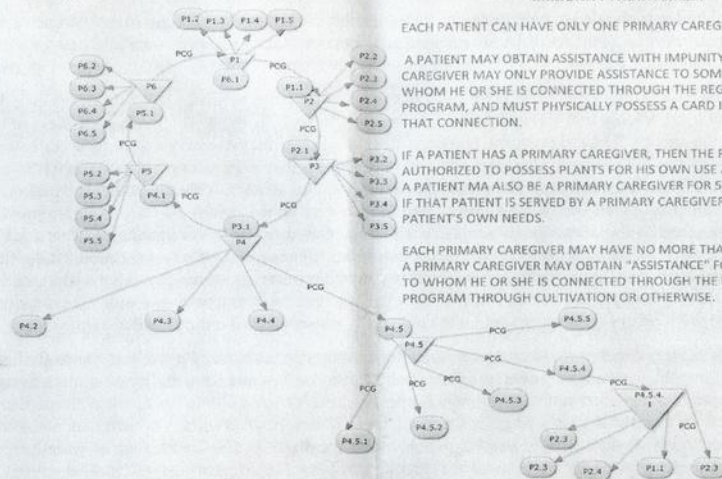 EACH PATIENT CAN HAVE ONLY ONE PRIMARY CAREG
A PATIENT MAY OBTAIN ASSISTANCE WITH IMPUNITY
CAREGIVER MAY ONLY PROVIDE ASSISTANCE TO SOM
WHOM HE OR SHE IS CONNECTED THROUGH THE REG
PROGRAM, AND MUST PHYSICALLY POSSESS A CARD I
THAT CONNECTION.
IF A PATIENT HAS A PRIMARY CAREGIVER, THEN THE P
AUTHORIZED TO POSSESS PLANTS FOR HIS OWN USE
A PATIENT MA ALSO BE A PRIMARY CAREGIVER FOR 5
IF THAT PATIENT IS SERVED BY A PRIMARY CAREGIVER
PATIENT'S OWN NEEDS.
EACH PRIMARY CAREGIVER MAY HAVE NO MORE THA
A PRIMARY CAREGIVER MAY OBTAIN "ASSISTANCE" FO
TO WHOM HE OR SHE IS CONNECTED THROUGH THE
PROGRAM THROUGH CULTIVATION OR OTHERWISE.
P1.2 P1.3 P1.4 P1.5
PCG P1 PCG
P6.1
P6.2 P6 P1.1 P2.2
P6.3 P2 P2.3
P6.4 P5.1 P2.4
P6.5 PCG P2.5
PCG P2.1
P5.2 P5 P3 P3.2
P5.3 P4.1 P3.3
P5.4 PCG PCG P3.4
P5.5 P3.1 P3.5
P4
PCG
P4.2 P4.3 P4.4 P4.5 P4.5.5
P4.5 PCG
PCG P4.5.4
PCG PCG PCG PCG
P4.5.3 P4.5.4.
1
P4.5.1 P4.5.2 PCG
P2.3
P2.3 P2.4 P1.1 P2.3